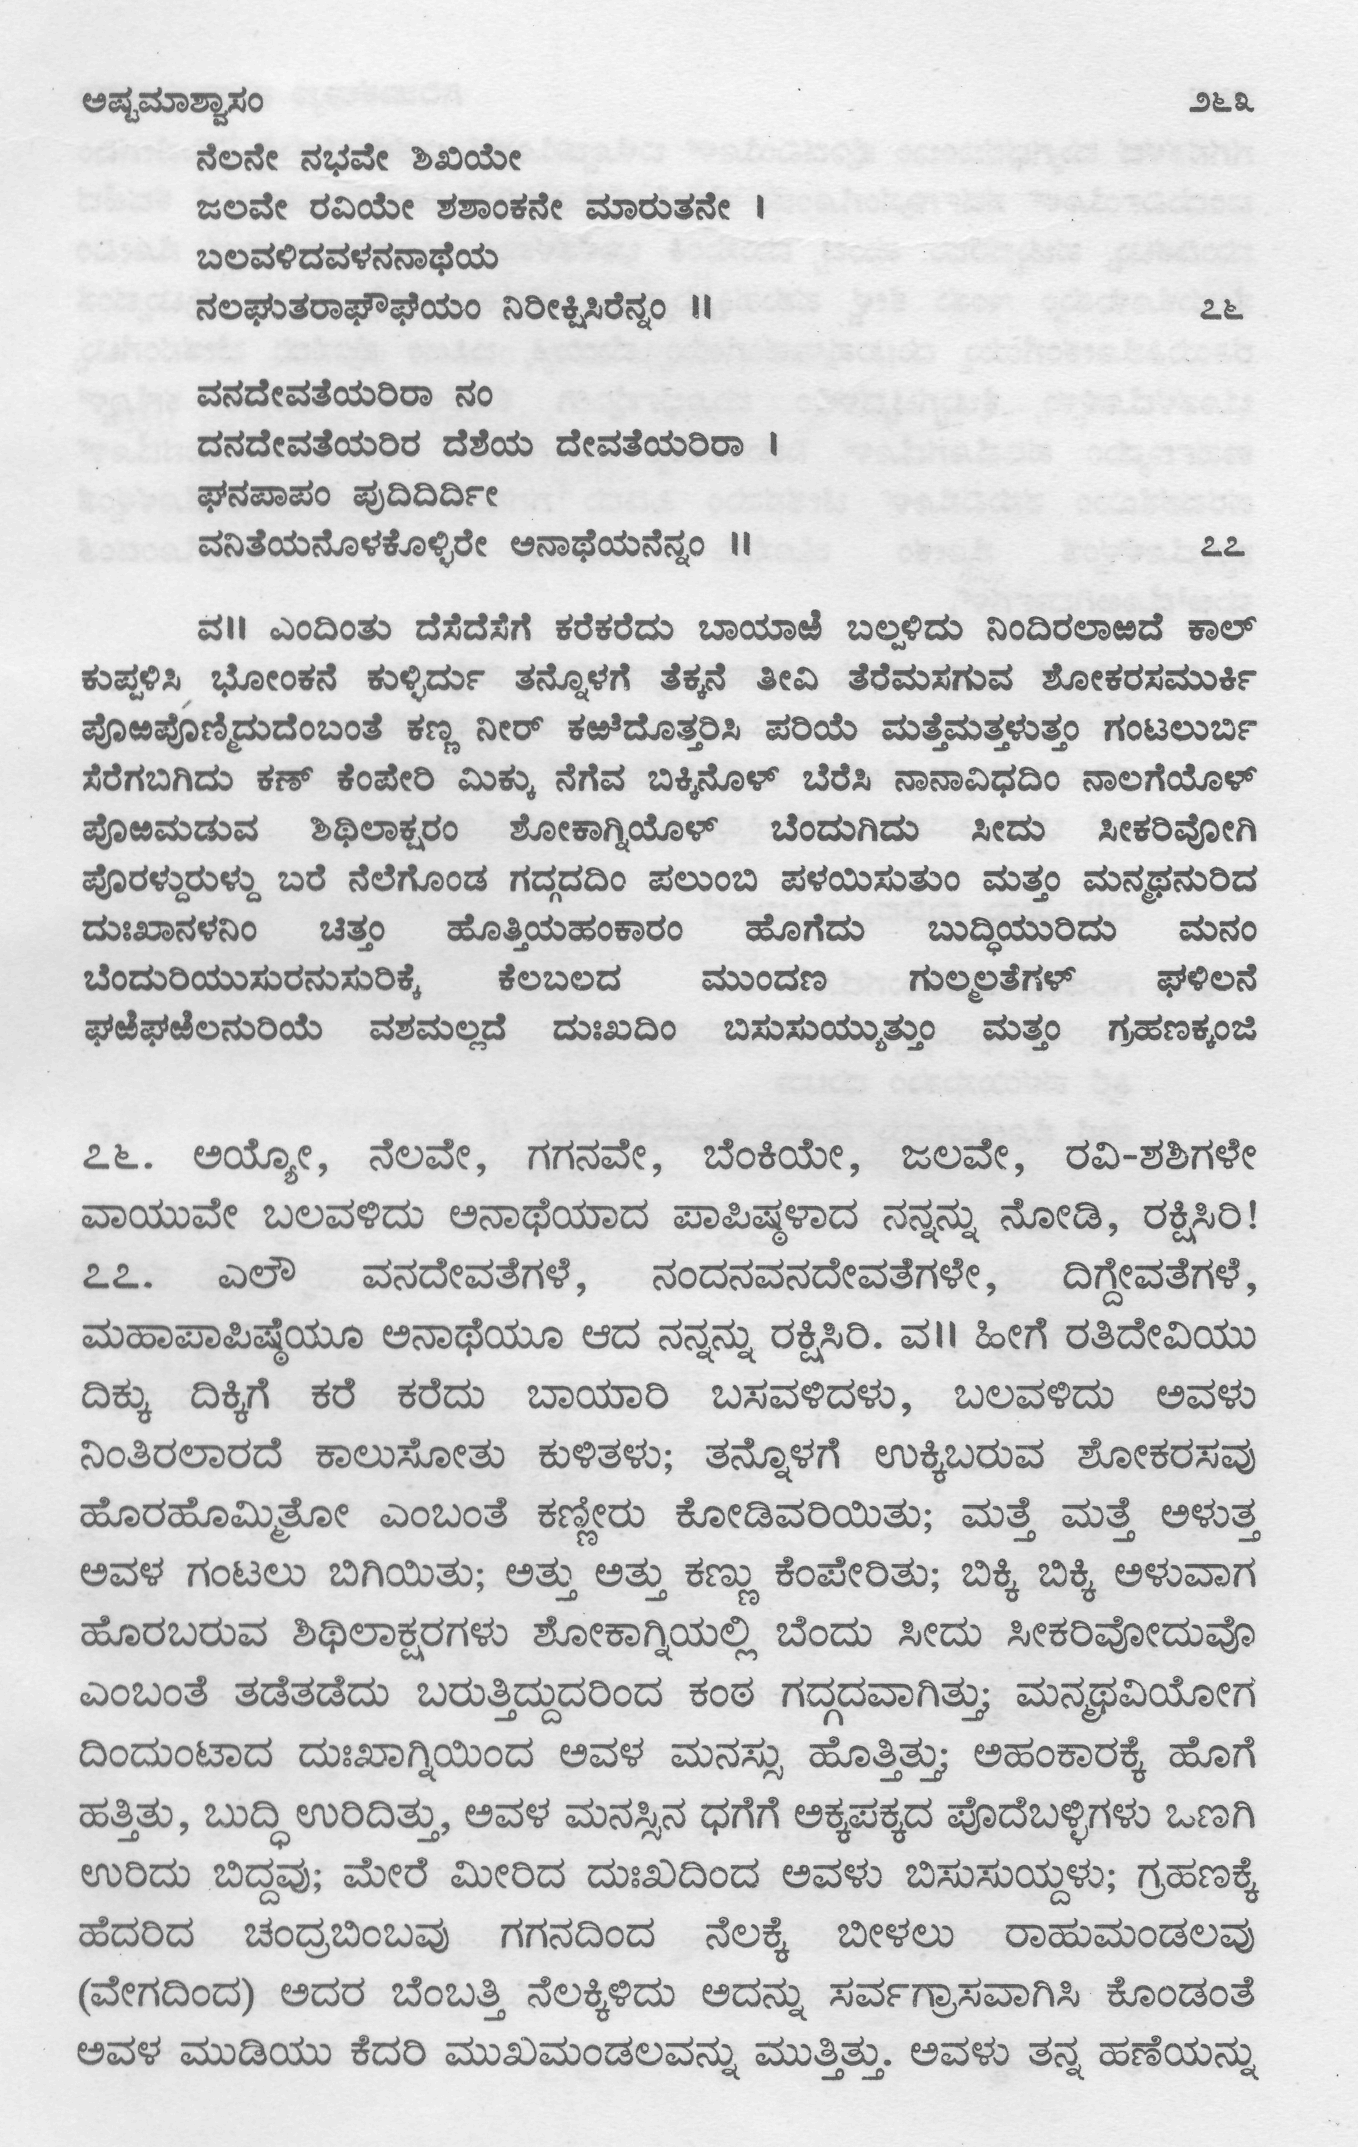 ಅಷ್ಟಮಾಶ್ವಾಸಂ ೨೬೩
ನೆಲನೇ ನಭವೇ ಶಿಖಿಯೇ
ಜಲವೇ ರವಿಯೇ ಶಶಾಂಕನೇ ಮಾರುತನೇ ।
ಬಲವಳಿದವಳನನಾಥೆಯ
ನಲಘುತರಾಘೌಘೆಯಂ ನಿರೀಕ್ಷಿಸಿರೆನ್ನಂ ॥ ೭೬
ವನದೇವತೆಯರಿರಾ ನಂ
ದನದೇವತೆಯರಿರ ದೆಶೆಯ ದೇವತೆಯರಿರಾ ।
ಘನಪಾಪಂ ಪುದಿದಿರ್ದೀ
ವನಿತೆಯನೊಳಕೊಳ್ಳಿರೇ ಅನಾಥೆಯನೆನ್ನಂ ॥ ೭೭
ವ॥ ಎಂದಿಂತು ದೆಸೆದೆಸೆಗೆ ಕರೆಕರೆದು ಬಾಯಾಱೆ ಬಲ್ಪಳಿದು ನಿಂದಿರಲಾಱದೆ ಕಾಲ್
ಕುಪ್ಪಳಿಸಿ ಭೋಂಕನೆ ಕುಳ್ಳಿರ್ದು ತನ್ನೊಳಗೆ ತೆಕ್ಕನೆ ತೀವಿ ತೆರೆಮಸಗುವ ಶೋಕರಸಮುರ್ಕಿ
ಪೊಱಪೊಣ್ಮಿದುದೆಂಬಂತೆ ಕಣ್ಣ ನೀರ್ ಕಱೆದೊತ್ತರಿಸಿ ಪರಿಯೆ ಮತ್ತೆಮತ್ತಳುತ್ತಂ ಗಂಟಲುರ್ಬಿ
ಸೆರೆಗಬಗಿದು ಕಣ್ ಕೆಂಪೇರಿ ಮಿಕ್ಕು ನೆಗೆವ ಬಿಕ್ಕಿನೊಳ್ ಬೆರೆಸಿ ನಾನಾವಿಧದಿಂ ನಾಲಗೆಯೊಳ್
ಪೊಱಮಡುವ ಶಿಥಿಲಾಕ್ಷರಂ ಶೋಕಾಗ್ನಿಯೊಳ್ ಬೆಂದುಗಿದು ಸೀದು ಸೀಕರಿವೋಗಿ
ಪೊರಳ್ದುರುಳ್ದು ಬರೆ ನೆಲೆಗೊಂಡ ಗದ್ಗದದಿಂ ಪಲುಂಬಿ ಪಳಯಿಸುತುಂ ಮತ್ತಂ ಮನ್ಮಥನುರಿದ
ದುಃಖಾನಳನಿಂ ಚಿತ್ತಂ ಹೊತ್ತಿಯಹಂಕಾರಂ ಹೊಗೆದು ಬುದ್ಧಿಯುರಿದು ಮನಂ
ಬೆಂದುರಿಯುಸುರನುಸುರಿಕ್ಕೆ ಕೆಲಬಲದ ಮುಂದಣ ಗುಲ್ಮಲತೆಗಳ್ ಘಳಿಲನೆ
ಘಱೆಘಱೆಲನುರಿಯೆ ವಶಮಲ್ಲದೆ ದುಃಖದಿಂ ಬಿಸುಸುಯ್ಯುತ್ತುಂ ಮತ್ತಂ ಗ್ರಹಣಕ್ಕಂಜಿ
೭೬. ಅಯ್ಯೋ, ನೆಲವೇ, ಗಗನವೇ, ಬೆಂಕಿಯೇ, ಜಲವೇ, ರವಿ-ಶಶಿಗಳೇ
ವಾಯುವೇ ಬಲವಳಿದು ಅನಾಥೆಯಾದ ಪಾಪಿಷ್ಠಳಾದ ನನ್ನನ್ನು ನೋಡಿ, ರಕ್ಷಿಸಿರಿ!
೭೭. ಎಲೌ ವನದೇವತೆಗಳೆ, ನಂದನವನದೇವತೆಗಳೇ, ದಿಗ್ದೇವತೆಗಳೆ,
ಮಹಾಪಾಪಿಷ್ಠೆಯೂ ಅನಾಥೆಯೂ ಆದ ನನ್ನನ್ನು ರಕ್ಷಿಸಿರಿ. ವ॥ ಹೀಗೆ ರತಿದೇವಿಯು
ದಿಕ್ಕು ದಿಕ್ಕಿಗೆ ಕರೆ ಕರೆದು ಬಾಯಾರಿ ಬಸವಳಿದಳು, ಬಲವಳಿದು ಅವಳು
ನಿಂತಿರಲಾರದೆ ಕಾಲುಸೋತು ಕುಳಿತಳು; ತನ್ನೊಳಗೆ ಉಕ್ಕಿಬರುವ ಶೋಕರಸವು
ಹೊರಹೊಮ್ಮಿತೋ ಎಂಬಂತೆ ಕಣ್ಣೀರು ಕೋಡಿವರಿಯಿತು; ಮತ್ತೆ ಮತ್ತೆ ಅಳುತ್ತ
ಅವಳ ಗಂಟಲು ಬಿಗಿಯಿತು; ಅತ್ತು ಅತ್ತು ಕಣ್ಣು ಕೆಂಪೇರಿತು; ಬಿಕ್ಕಿ ಬಿಕ್ಕಿ ಅಳುವಾಗ
ಹೊರಬರುವ ಶಿಥಿಲಾಕ್ಷರಗಳು ಶೋಕಾಗ್ನಿಯಲ್ಲಿ ಬೆಂದು ಸೀದು ಸೀಕರಿವೋದುವೊ
ಎಂಬಂತೆ ತಡೆತಡೆದು ಬರುತ್ತಿದ್ದುದರಿಂದ ಕಂಠ ಗದ್ಗದವಾಗಿತ್ತು; ಮನ್ಮಥವಿಯೋಗ
ದಿಂದುಂಟಾದ ದುಃಖಾಗ್ನಿಯಿಂದ ಅವಳ ಮನಸ್ಸು ಹೊತ್ತಿತ್ತು; ಅಹಂಕಾರಕ್ಕೆ ಹೊಗೆ
ಹತ್ತಿತು, ಬುದ್ಧಿ ಉರಿದಿತ್ತು, ಅವಳ ಮನಸ್ಸಿನ ಧಗೆಗೆ ಅಕ್ಕಪಕ್ಕದ ಪೊದೆಬಳ್ಳಿಗಳು ಒಣಗಿ
ಉರಿದು ಬಿದ್ದವು; ಮೇರೆ ಮೀರಿದ ದುಃಖದಿಂದ ಅವಳು ಬಿಸುಸುಯ್ದಳು; ಗ್ರಹಣಕ್ಕೆ
ಹೆದರಿದ ಚಂದ್ರಬಿಂಬವು ಗಗನದಿಂದ ನೆಲಕ್ಕೆ ಬೀಳಲು ರಾಹುಮಂಡಲವು
(ವೇಗದಿಂದ) ಅದರ ಬೆಂಬತ್ತಿ ನೆಲಕ್ಕಿಳಿದು ಅದನ್ನು ಸರ್ವಗ್ರಾಸವಾಗಿಸಿ ಕೊಂಡಂತೆ
ಅವಳ ಮುಡಿಯು ಕೆದರಿ ಮುಖಮಂಡಲವನ್ನು ಮುತ್ತಿತ್ತು. ಅವಳು ತನ್ನ ಹಣೆಯನ್ನು